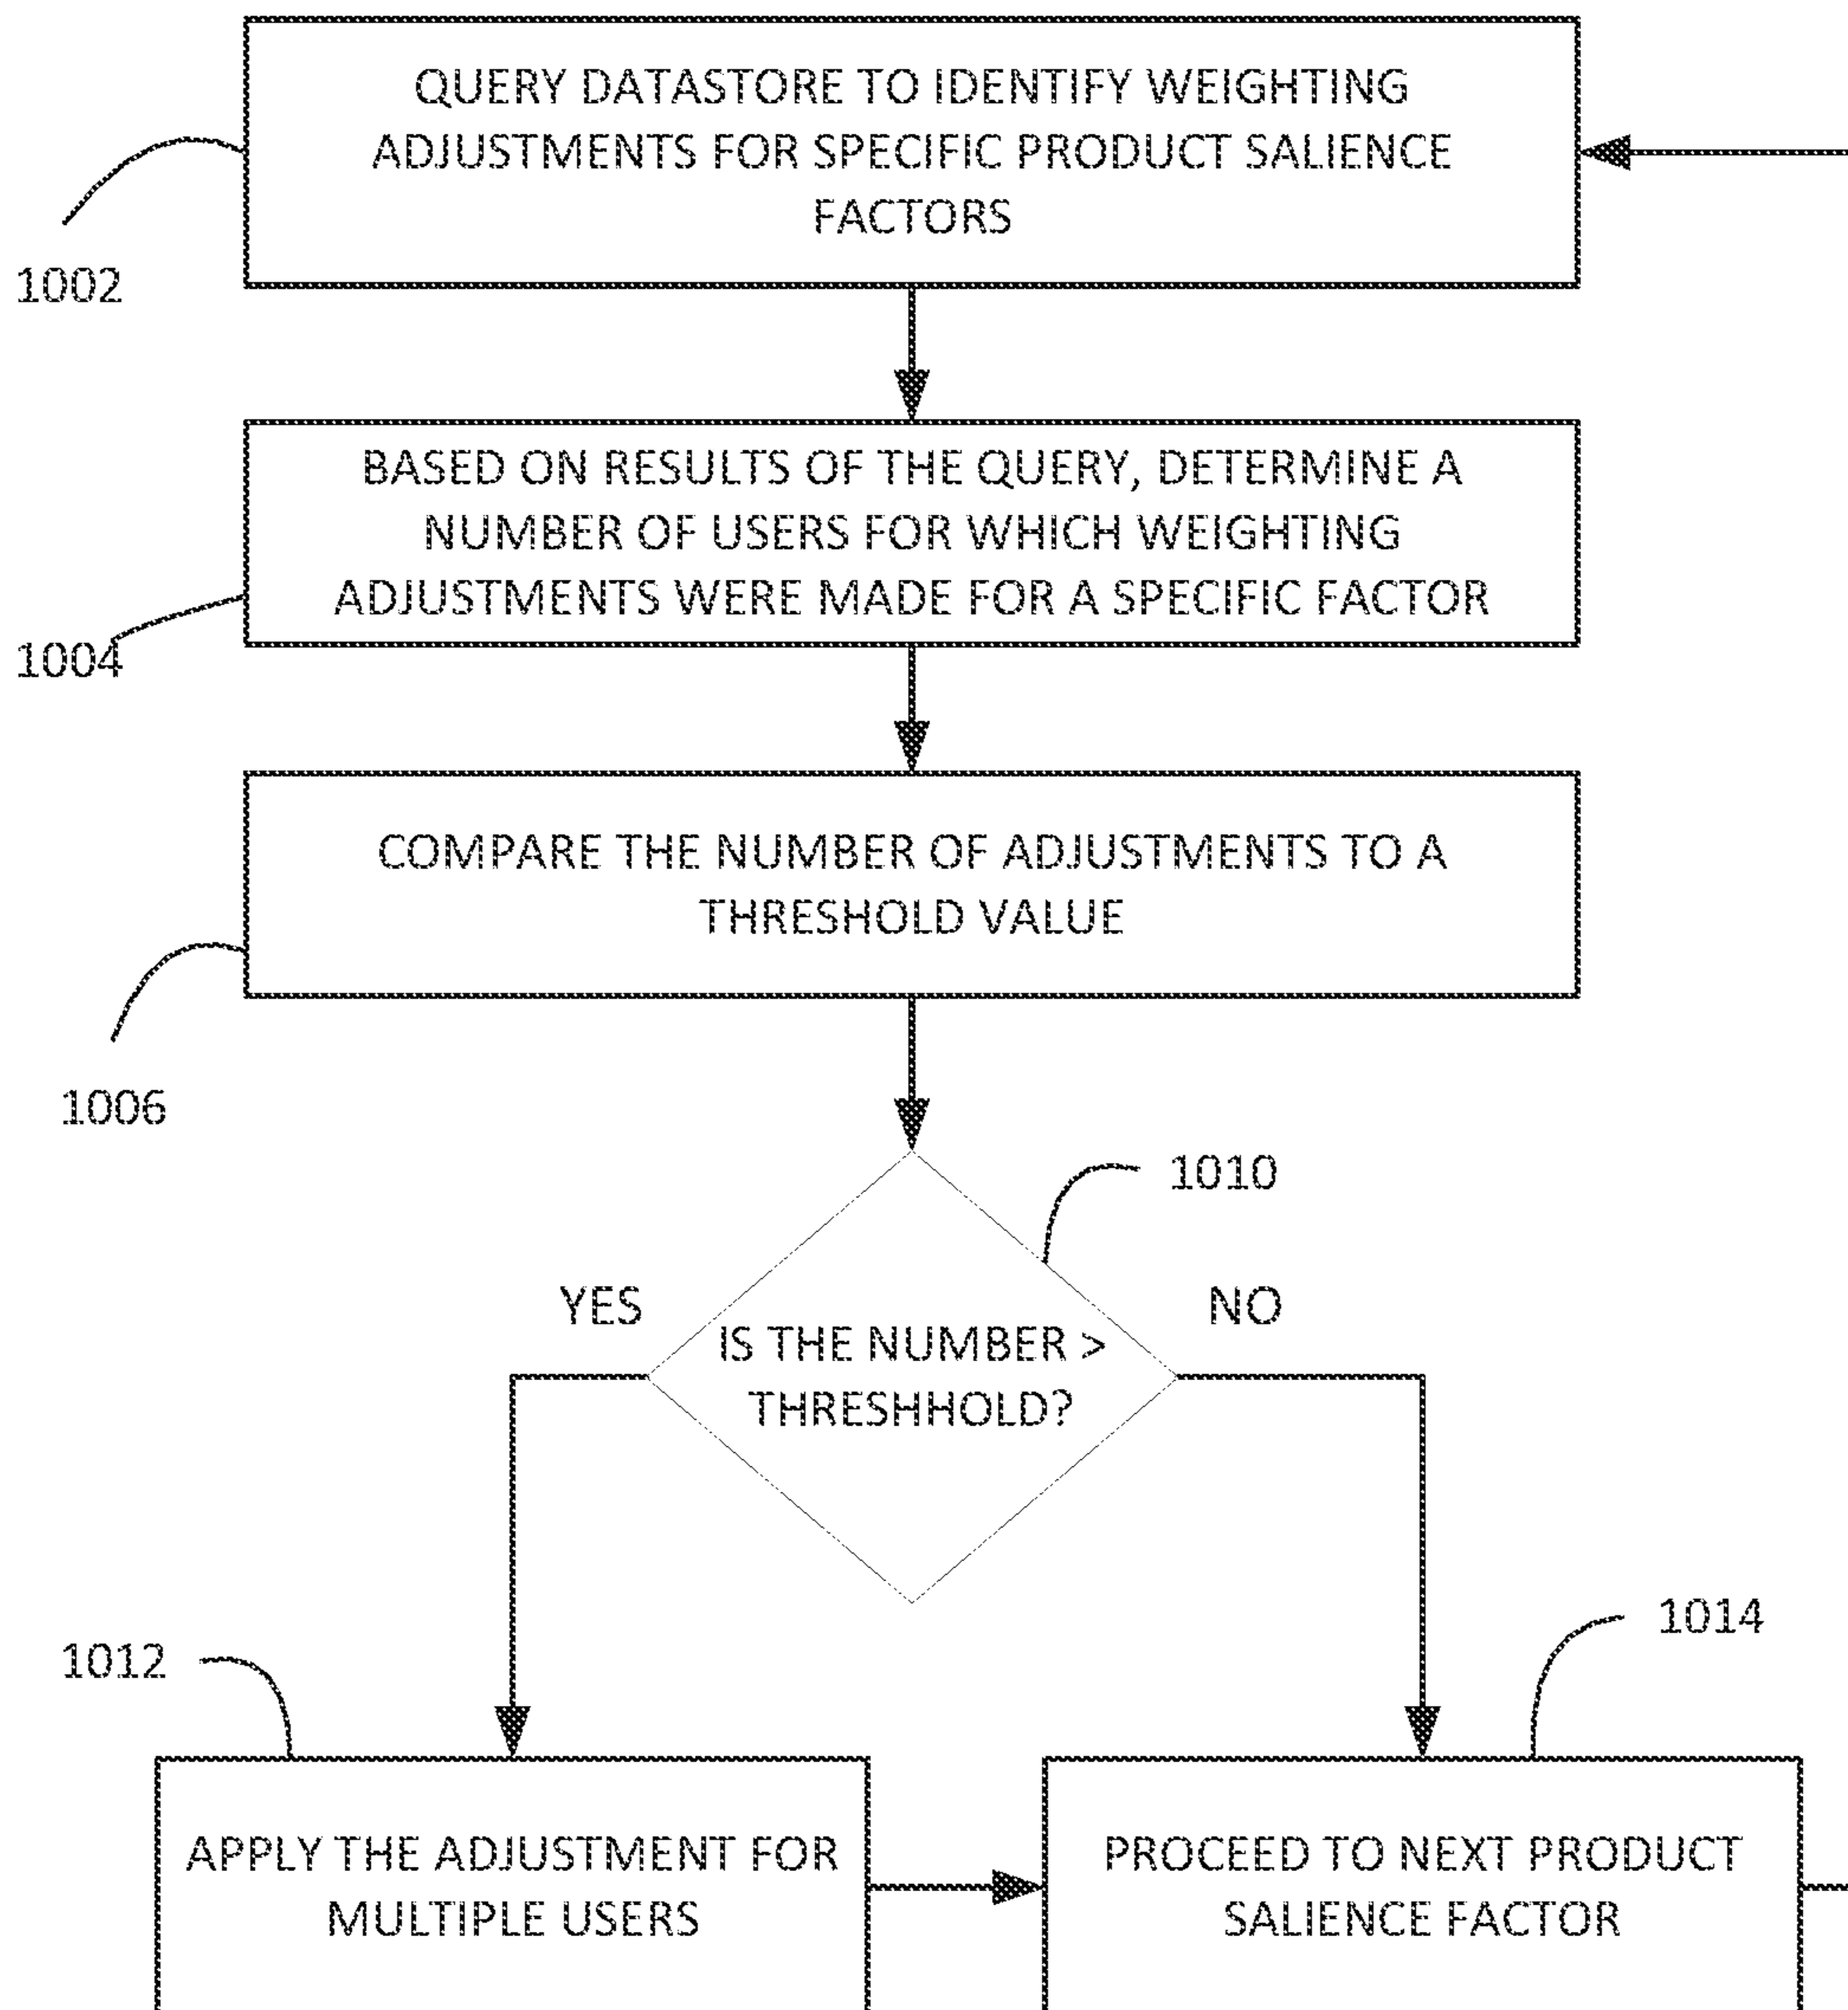 QUERY DATASTORE TO IDENTIFY WEIGHTING
ADJUSTMENTS FOR SPECIFIC PRODUCT SALIENCE
FACTORS
1002
BASED ON RESULTS OF THE QUERY, DETERMINE A
NUMBER OF USERS FOR WHICH WEIGHTING
ADJUSTMENTS WERE MADE FOR A SPECIFIC FACTOR
1004
COMPARE THE NUMBER OF ADJUSTMENTS TO A
THRESHOLD VALUE
1006
1010
YES
NO
IS THE NUMBER >
THRESHHOLD?
1012
1014
APPLY THE ADJUSTMENT FOR
MULTIPLE USERS
PROCEED TO NEXT PRODUCT
SALIENCE FACTOR